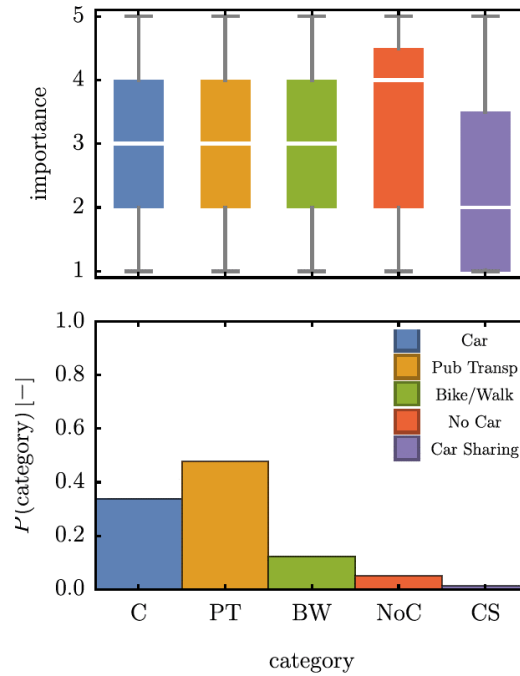 5
4
3
2
1
importance
1.0
0.8
0.6
0.4
0.2
0.0
P(category) [−]
Car
Pub Transp
Bike/Walk
No Car
Car Sharing
C PT BW NoC CS
category